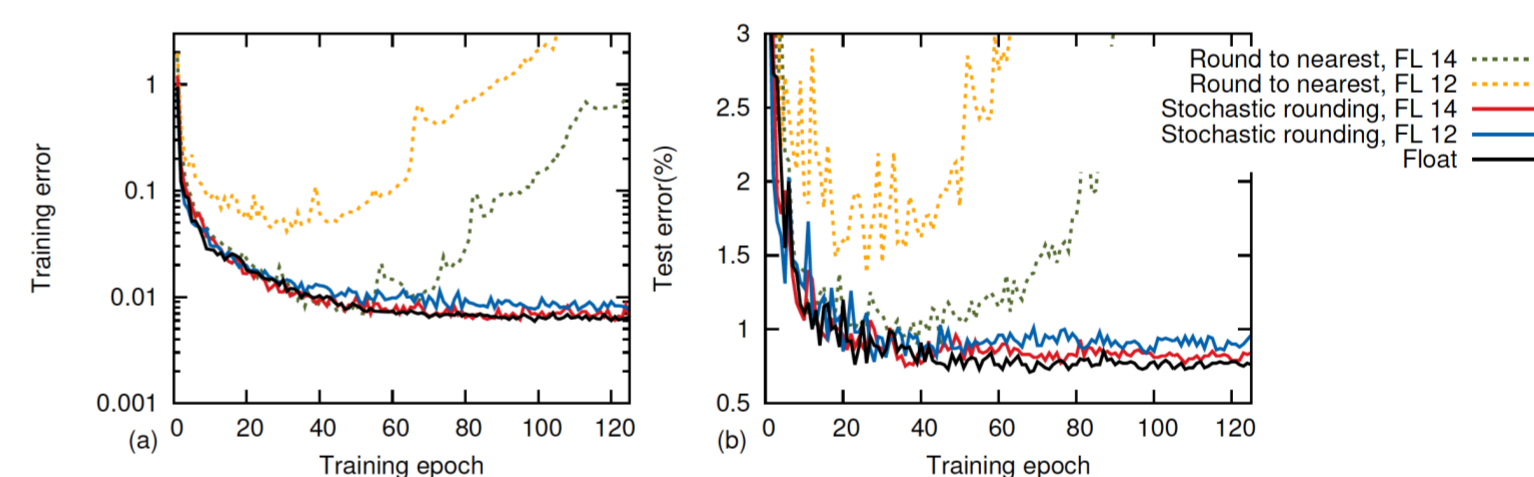 Training error
1
0.1
0.01
0.001
0 20 40 60 80 100 120
(a)
Training epoch
Test error(%)
3
2.5
2
1.5
1
0.5
0 20 40 60 80 100 120
(b)
Training epoch
Round to nearest, FL 14
Round to nearest, FL 12
Stochastic rounding, FL 14
Stochastic rounding, FL 12
Float